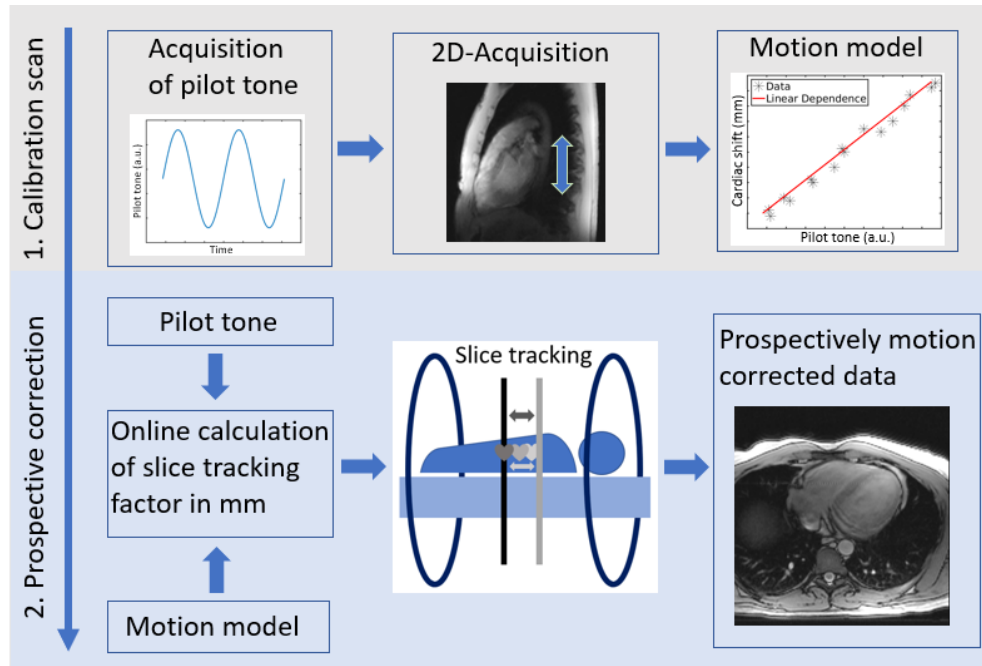 1. Calibration scan
Acquisition
of pilot tone
Pilot tone (a.u.)
Time
2D-Acquisition
Motion model
Data
Linear Dependence
Cardiac shift (mm)
Pilot tone (a.u.)
2. Prospective correction
Pilot tone
Online calculation
of slice tracking
factor in mm
Motion model
Slice tracking
Prospectively motion
corrected data